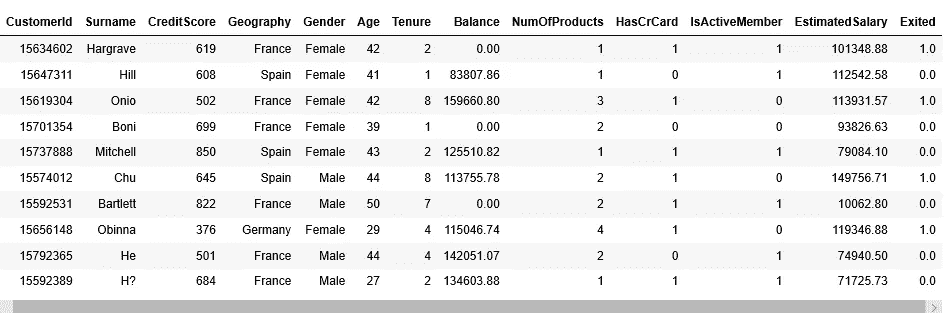 CustomerId Surname CreditScore Geography Gender Age Tenure Balance NumOfProducts HasCrCard IsActiveMember EstimatedSalary Exited
15634602 Hargrave 619 France Female 42 2 0.00 1 1 1 101348.88 1.0
15647311 Hill 608 Spain Female 41 1 83807.86 1 0 1 112542.58 0.0
15619304 Onio 502 France Female 42 8 159660.80 3 1 0 113931.57 1.0
15701354 Boni 699 France Female 39 1 0.00 2 0 0 93826.63 0.0
15737888 Mitchell 850 Spain Female 43 2 125510.82 1 1 1 79084.10 0.0
15574012 Chu 645 Spain Male 44 8 113755.78 2 1 0 149756.71 1.0
15592531 Bartlett 822 France Male 50 7 0.00 2 1 1 10062.80 0.0
15656148 Obinna 376 Germany Female 29 4 115046.74 4 1 0 119346.88 1.0
15792365 He 501 France Male 44 4 142051.07 2 0 1 74940.50 0.0
15592389 H? 684 France Male 27 2 134603.88 1 1 1 71725.73 0.0